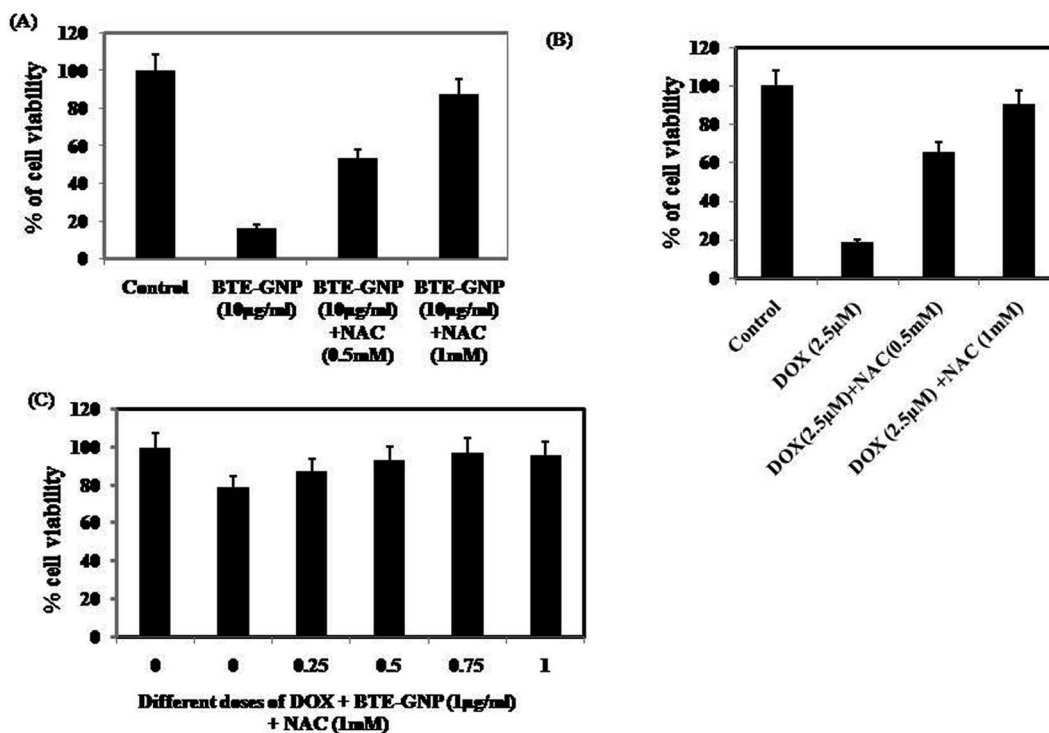 (A)
120
100
80
60
40
20
0
% of cell viability
Control
BTE-GNP
(10µg/ml)
BTE-GNP
(10µg/ml)
+NAC
(0.5mM)
BTE-GNP
(10µg/ml)
+NAC
(1mM)
(B)
120
100
80
60
40
20
0
% of cell viability
Control
DOX (2.5µM)
DOX(2.5µM)+NAC(0.5mM)
DOX (2.5µM) +NAC (1mM)
(C)
120
100
80
60
40
20
0
% cell viability
0
0
0.25
0.5
0.75
1
Different doses of DOX + BTE-GNP (1µg/ml)
+ NAC (1mM)